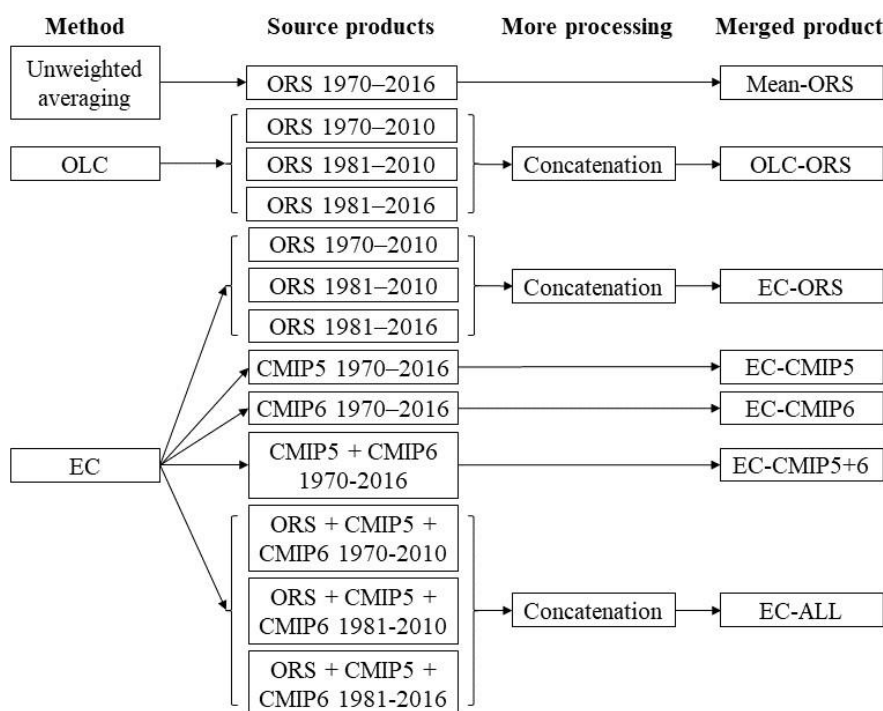 Method Source products More processing Merged product
Unweighted
averaging
ORS 1970–2016
Mean-ORS
OLC
ORS 1970–2010
ORS 1981–2010
ORS 1981–2016
Concatenation
OLC-ORS
ORS 1970–2010
ORS 1981–2010
ORS 1981–2016
Concatenation
EC-ORS
CMIP5 1970–2016
EC-CMIP5
CMIP6 1970–2016
EC-CMIP6
EC
CMIP5 + CMIP6
1970-2016
EC-CMIP5+6
ORS + CMIP5 +
CMIP6 1970-2010
ORS + CMIP5 +
CMIP6 1981-2010
ORS + CMIP5 +
CMIP6 1981-2016
Concatenation
EC-ALL